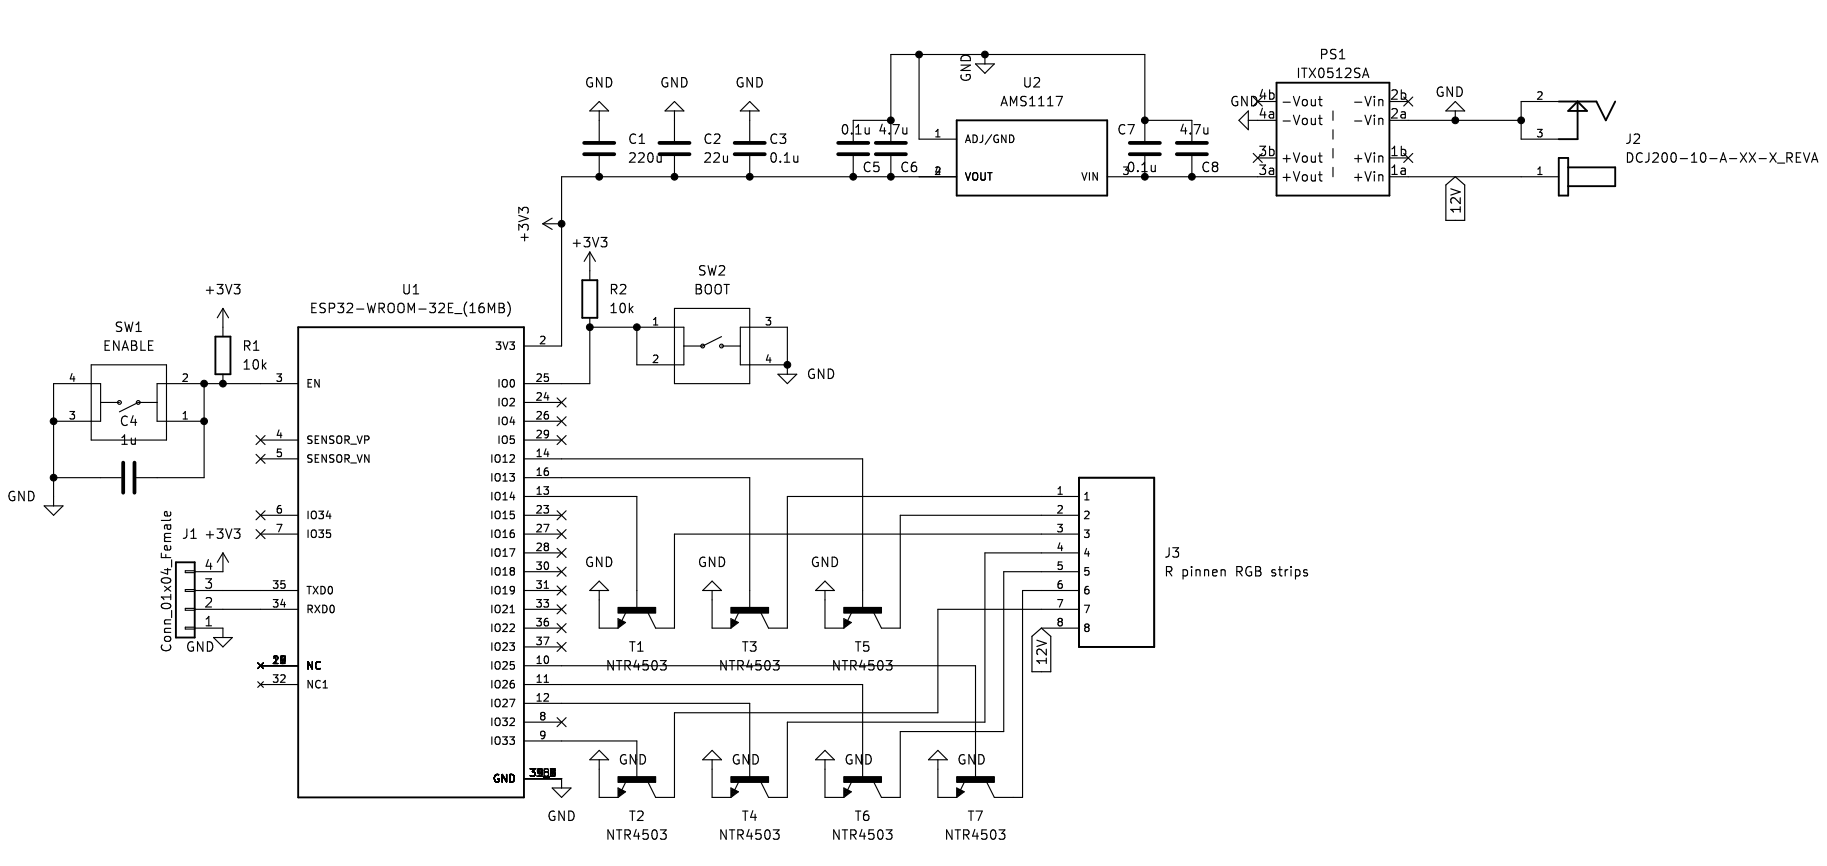 PS1
ITX0512SA
GND
GND
GND
GND
U2
AMS1117
C1
220u
C2
22u
C3
0.1u
0.1u
4.7u
C5
C6
1
ADJ/GND
2
VOUT
VIN
3
C7
0.1u
4.7u
C8
GND
4b
-Vout
-Vin
2b
4a
-Vout
-Vin
2a
3b
+Vout
+Vin
1b
3a
+Vout
+Vin
1a
GND
12V
2
3
1
J2
DCJ200-10-A-XX-X_REVA
+3V3
+3V3
R2
10k
SW2
BOOT
1
2
3
4
GND
+3V3
R1
10k
SW1
ENABLE
4
3
2
1
C4
1u
GND
U1
ESP32-WROOM-32E_(16MB)
3
EN
4
SENSOR_VP
5
SENSOR_VN
6
IO34
7
IO35
35
TXD0
34
RXD0
NC
32
NC1
3V3
2
IO0
25
IO2
24
IO4
26
IO5
29
IO12
14
IO13
16
IO14
13
IO15
23
IO16
27
IO17
28
IO18
30
IO19
31
IO21
33
IO22
36
IO23
37
IO25
10
IO26
11
IO27
12
IO32
8
IO33
9
GND
GND
J1
+3V3
Conn_01x04_Female
4
3
2
1
GND
GND
GND
GND
T1
NTR4503
T3
NTR4503
T5
NTR4503
GND
GND
GND
T2
NTR4503
T4
NTR4503
T6
NTR4503
T7
NTR4503
1
1
2
2
3
3
4
4
5
5
6
6
7
7
8
8
12V
J3
R pinnen RGB strips